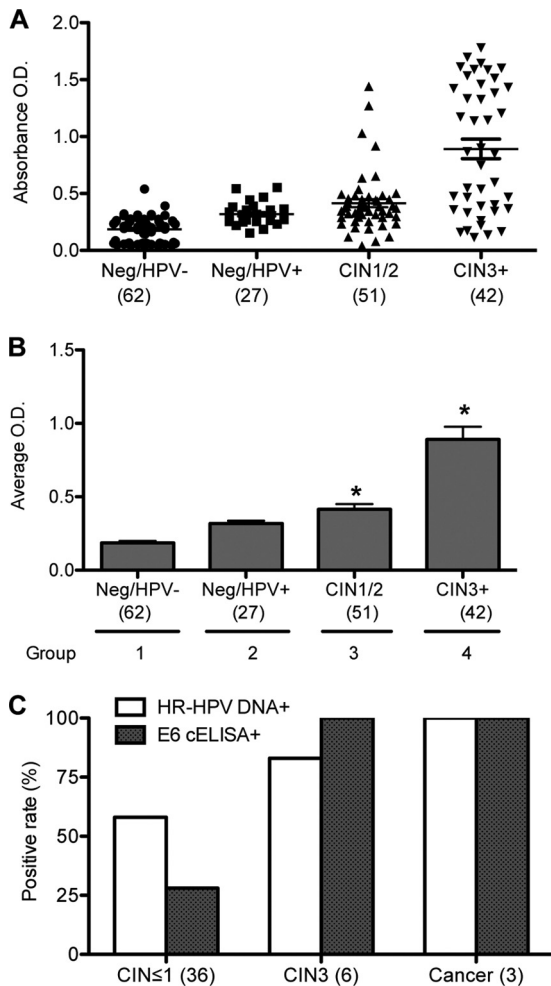 A
Absorbance O.D.
2.0
1.5
1.0
0.5
0.0
Neg/HPV- Neg/HPV+ CIN1/2 CIN3+
(62) (27) (51) (42)
B
Average O.D.
1.5
1.0
0.5
0.0
Neg/HPV- Neg/HPV+ CIN1/2 CIN3+
(62) (27) (51) (42)
* *
Group 1 2 3 4
C
Positive rate (%)
100
75
50
25
0
HR-HPV DNA+
E6 cELISA+
CIN≤1 (36) CIN3 (6) Cancer (3)